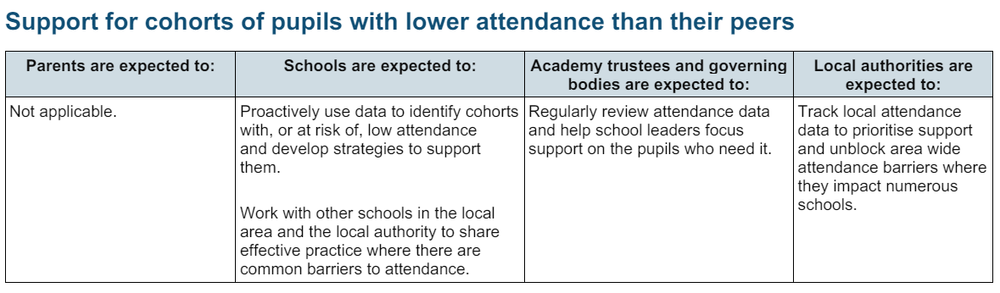 Support for cohorts of pupils with lower attendance than their peers
Parents are expected to:
Schools are expected to:
Academy trustees and governing
bodies are expected to:
Local authorities are
expected to:
Not applicable.
Proactively use data to identify cohorts
with, or at risk of, low attendance
and develop strategies to support
them.
Work with other schools in the local
area and the local authority to share
effective practice where there are
common barriers to attendance.
Regularly review attendance data
and help school leaders focus
support on the pupils who need it.
Track local attendance
data to prioritise support
and unblock area wide
attendance barriers where
they impact numerous
schools.